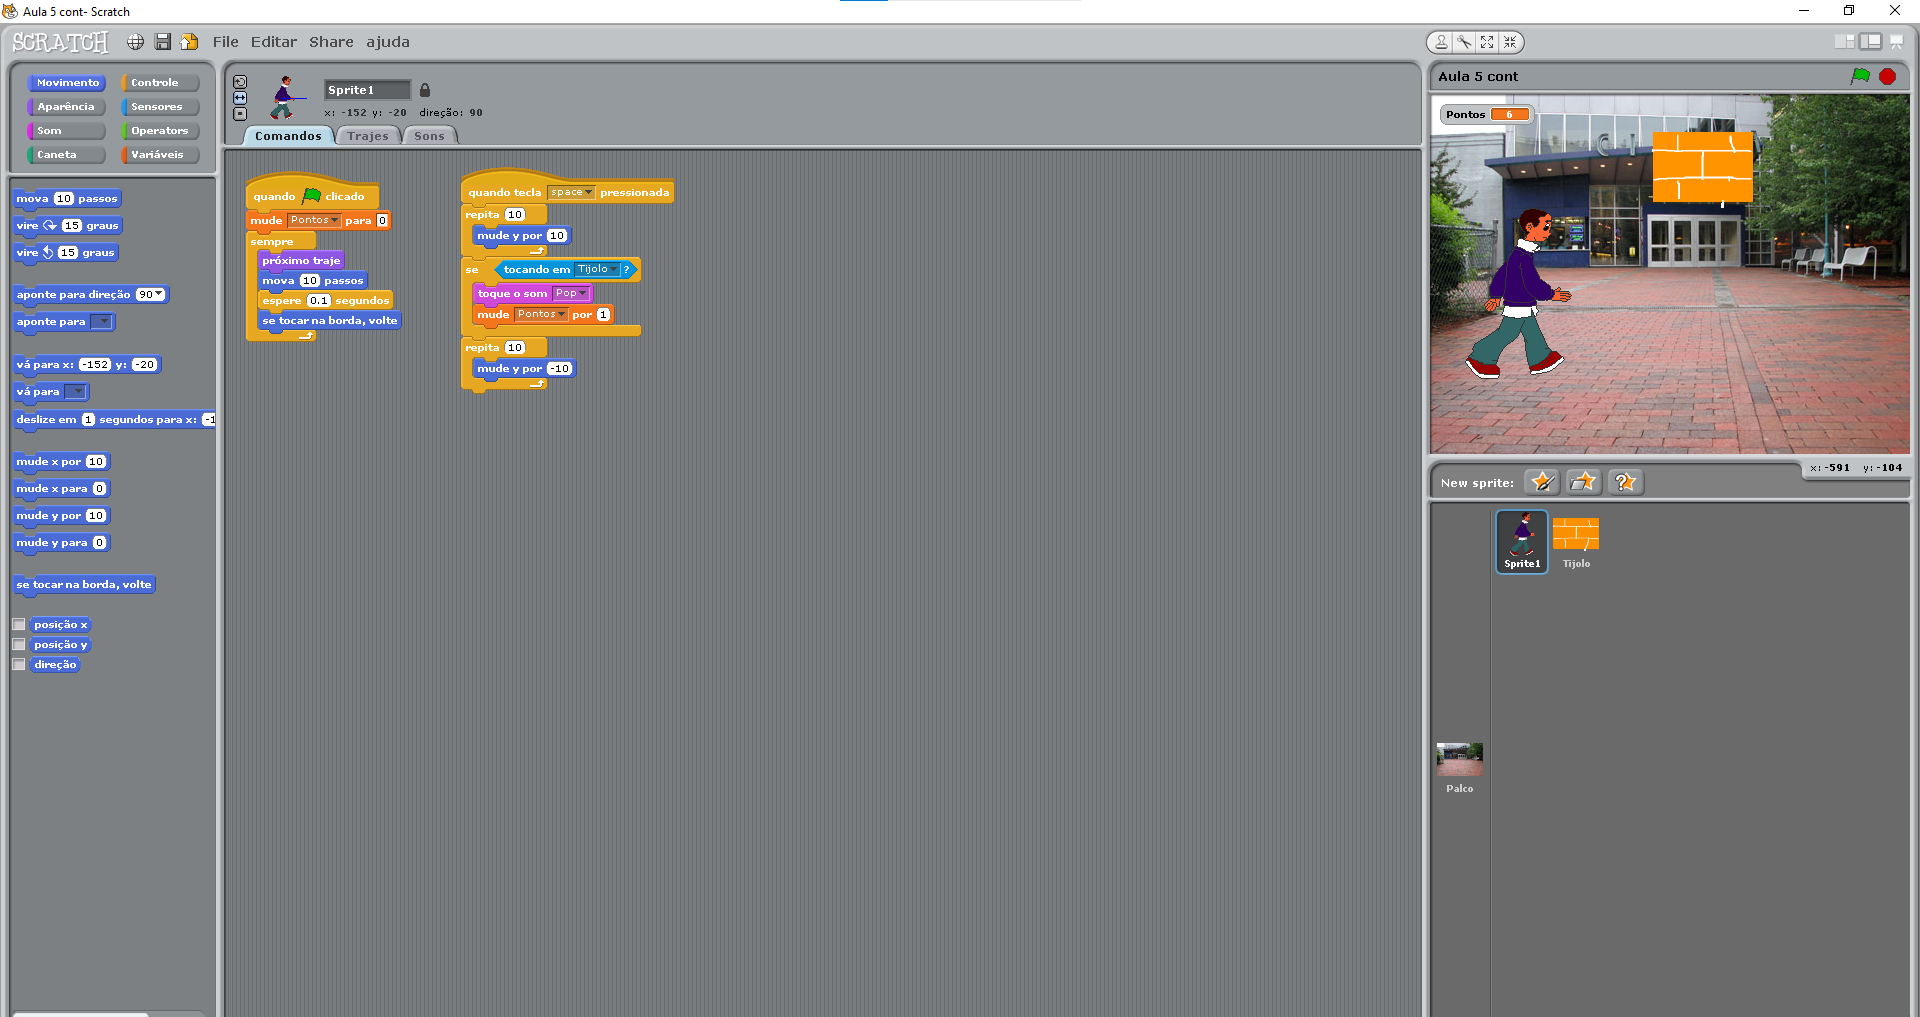 Aula 5 cont- Scratch
SCRATCH File Editar Share ajuda
Movimento Controle
Aparência Sensores
Som Operators
Caneta Variáveis
mova 10 passos
vire 15 graus
vire 15 graus
aponte para direção 90
aponte para
vá para x: -152 y: -20
vá para
deslize em 1 segundos para x: -1
mude x por 10
mude x para 0
mude y por 10
mude y para 0
se tocar na borda, volte
posição x
posição y
direção
Sprite1
x: -152 y: -20 direção: 90
Comandos Trajes Sons
quando clicado
mude Pontos para 0
sempre
próximo traje
mova 10 passos
espere 0.1 segundos
se tocar na borda, volte
quando tecla space pressionada
repita 10
mude y por 10
se tocando em Tijolo ?
toque o som Pop
mude Pontos por 1
repita 10
mude y por -10
Aula 5 cont
Pontos 6
x: -591 y: -104
New sprite:
Sprite1 Tijolo
Palco